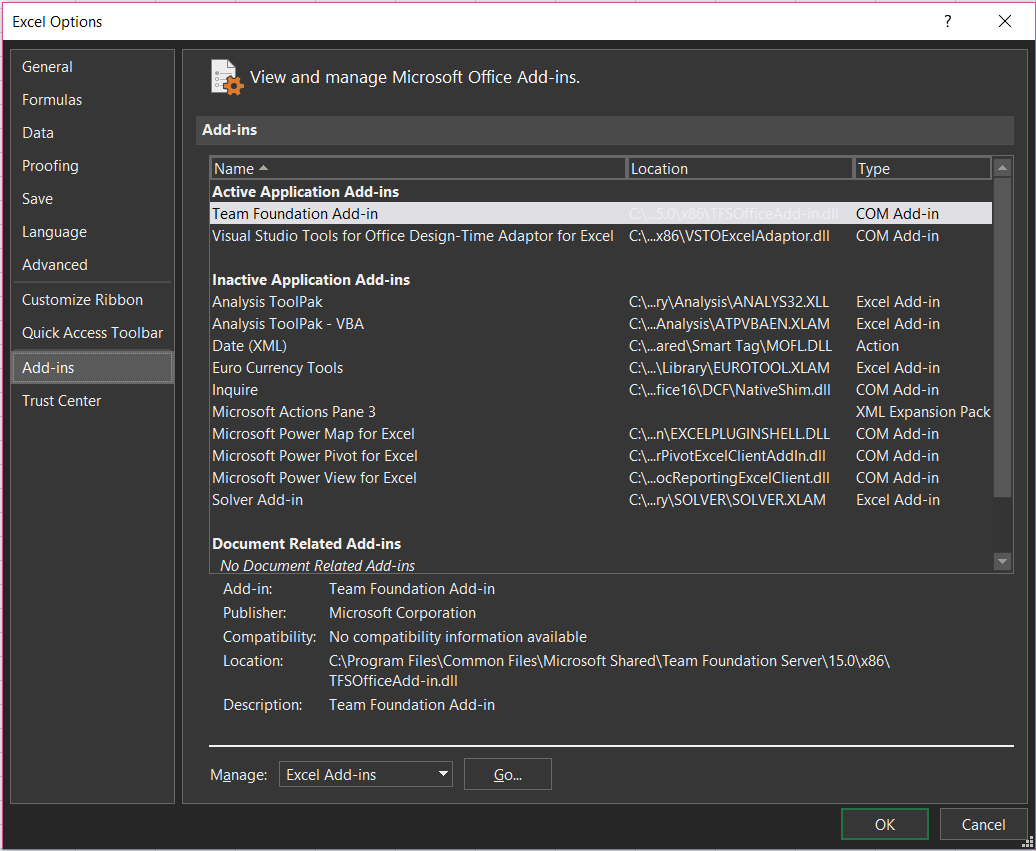 Excel Options
?
General
Formulas
Data
Proofing
Save
Language
Advanced
Customize Ribbon
Quick Access Toolbar
Add-ins
Trust Center
View and manage Microsoft Office Add-ins.
Add-ins
Name Location Type
Active Application Add-ins
Team Foundation Add-in C:\...5.0\x86\TFSOfficeAdd-in.dll COM Add-in
Visual Studio Tools for Office Design-Time Adaptor for Excel C:\...x86\VSTOExcelAdaptor.dll COM Add-in
Inactive Application Add-ins
Analysis ToolPak C:\...ry\Analysis\ANALYS32.XLL Excel Add-in
Analysis ToolPak - VBA C:\...Analysis\ATPVBAEN.XLAM Excel Add-in
Date (XML) C:\...ared\Smart Tag\MOFL.DLL Action
Euro Currency Tools C:\...\Library\EUROTOOL.XLAM Excel Add-in
Inquire C:\...fice16\DCF\NativeShim.dll COM Add-in
Microsoft Actions Pane 3 XML Expansion Pack
Microsoft Power Map for Excel C:\...n\EXCELPLUGINSHELL.DLL COM Add-in
Microsoft Power Pivot for Excel C:\...rPivotExcelClientAddIn.dll COM Add-in
Microsoft Power View for Excel C:\...ocReportingExcelClient.dll COM Add-in
Solver Add-in C:\...ry\SOLVER\SOLVER.XLAM Excel Add-in
Document Related Add-ins
No Document Related Add-ins
Add-in: Team Foundation Add-in
Publisher: Microsoft Corporation
Compatibility: No compatibility information available
Location: C:\Program Files\Common Files\Microsoft Shared\Team Foundation Server\15.0\x86\
TFSOfficeAdd-in.dll
Description: Team Foundation Add-in
Manage: Excel Add-ins Go...
OK Cancel